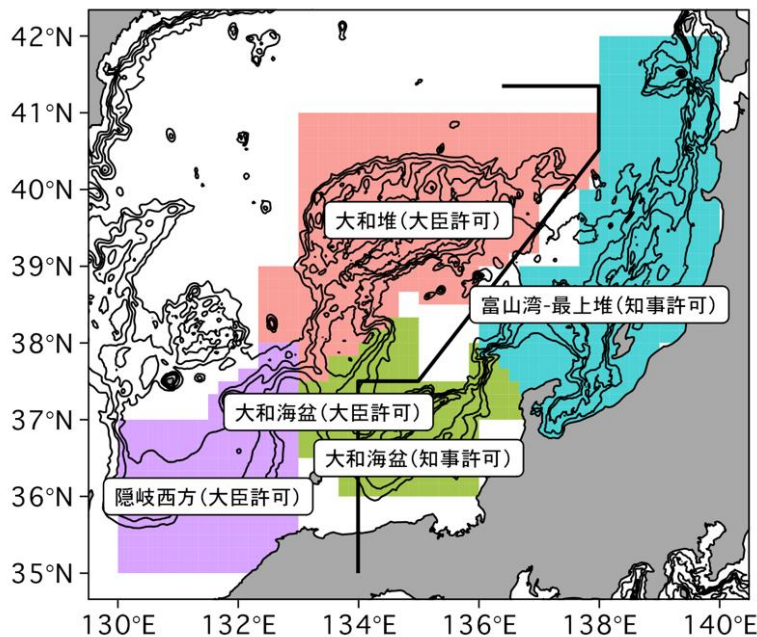 42°N
41°N
40°N
大和堆(大臣許可)
39°N
富山湾-最上堆(知事許可)
38°N
大和海盆(大臣許可)
37°N
大和海盆(知事許可)
隠岐西方(大臣許可)
36°N
35°N
130°E 132°E 134°E 136°E 138°E 140°E